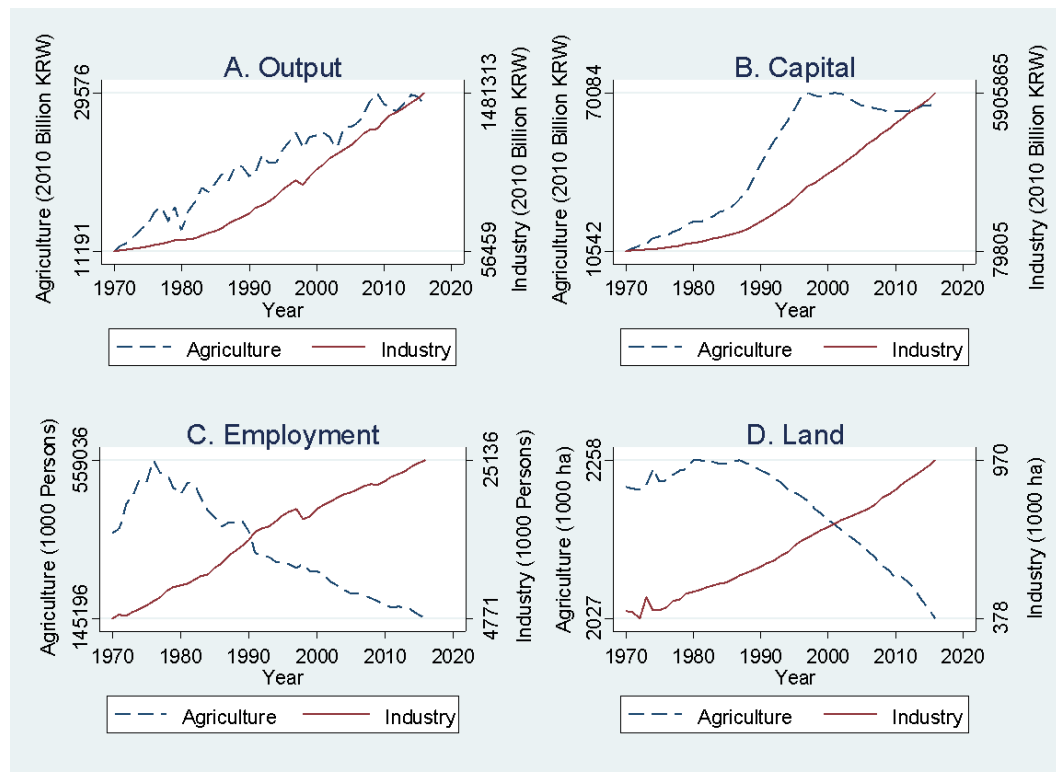 A. Output
Agriculture (2010 Billion KRW)
29576
11191
1481313
56459
Industry (2010 Billion KRW)
1970 1980 1990 2000 2010 2020
Year
Agriculture Industry
B. Capital
Agriculture (2010 Billion KRW)
70084
10542
5905865
79805
Industry (2010 Billion KRW)
1970 1980 1990 2000 2010 2020
Year
Agriculture Industry
C. Employment
Agriculture (1000 Persons)
559036
145196
25136
4771
Industry (1000 Persons)
1970 1980 1990 2000 2010 2020
Year
Agriculture Industry
D. Land
Agriculture (1000 ha)
2258
2027
970
378
Industry (1000 ha)
1970 1980 1990 2000 2010 2020
Year
Agriculture Industry